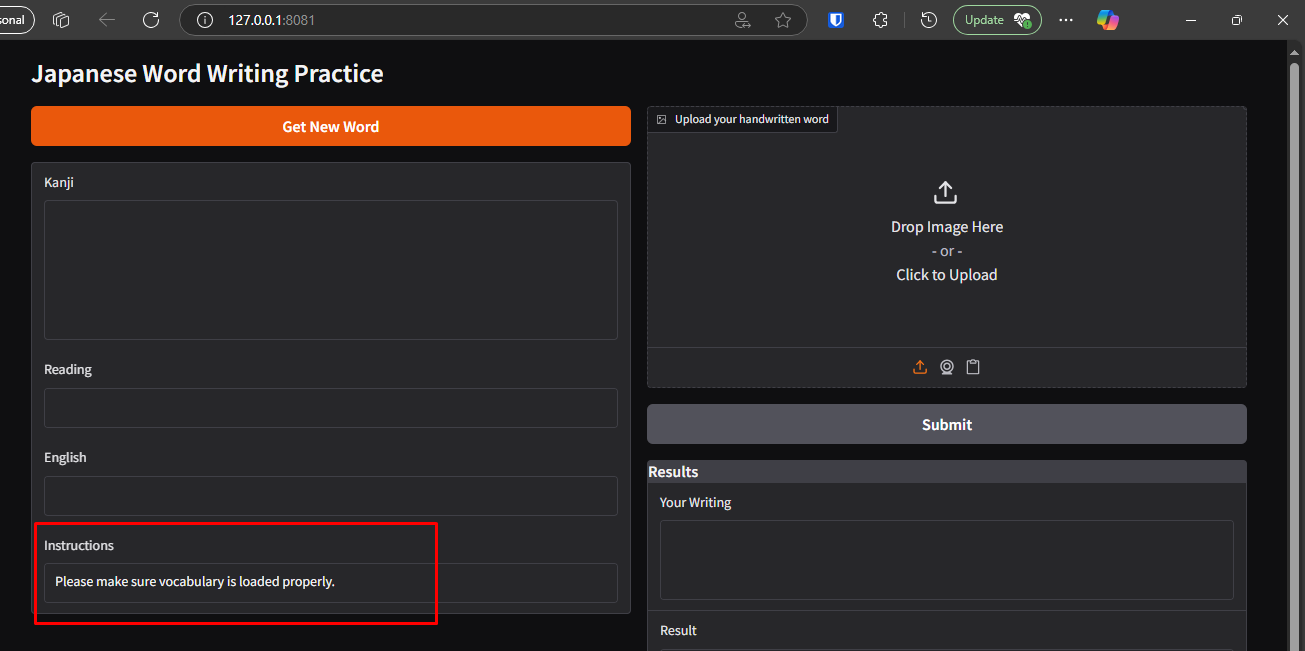 sonal
127.0.0.1:8081
Update
Japanese Word Writing Practice
Get New Word
Kanji
Reading
English
Instructions
Please make sure vocabulary is loaded properly.
Upload your handwritten word
Drop Image Here
- or -
Click to Upload
Submit
Results
Your Writing
Result